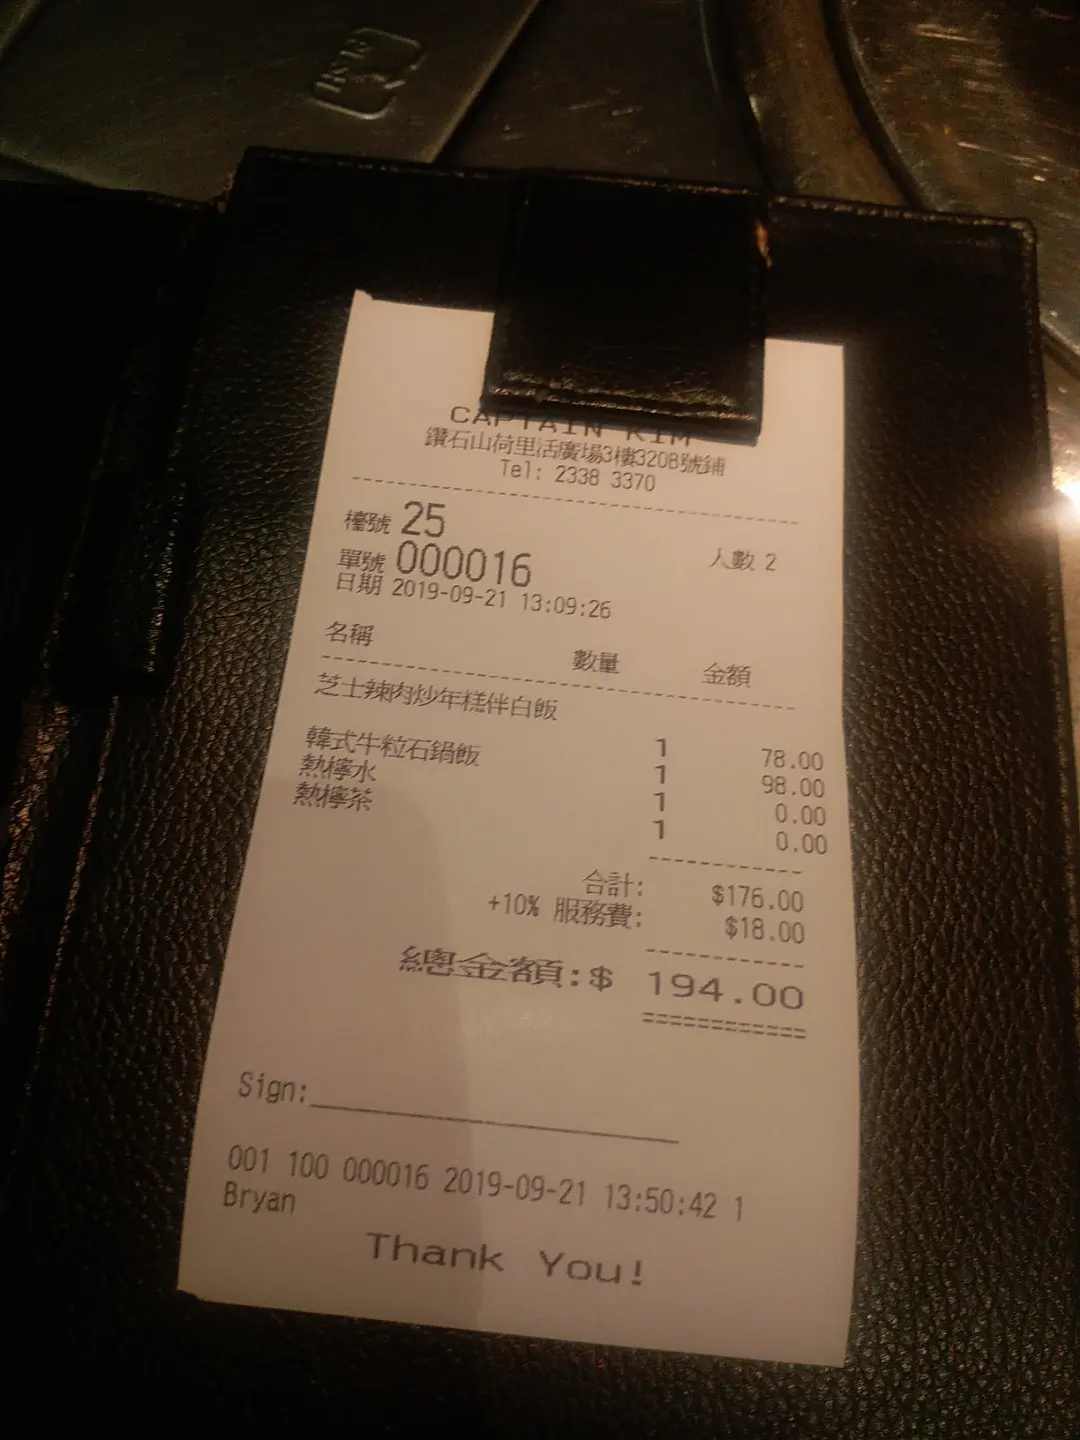 CAPTAIN KIM
鑽石山荷里活廣場3樓320B號鋪
Tel: 2338 3370
檯號 25 人數 2
單號 000016
日期 2019-09-21 13:09:26
名稱 數量 金額
芝士辣肉炒年糕伴白飯
1 78.00
韓式牛粒石鍋飯 1 98.00
熱檸水 1 0.00
熱檸茶 1 0.00
合計: $176.00
+10% 服務費: $18.00
總金額:$ 194.00
Sign:
001 100 000016 2019-09-21 13:50:42 1
Bryan
Thank You!